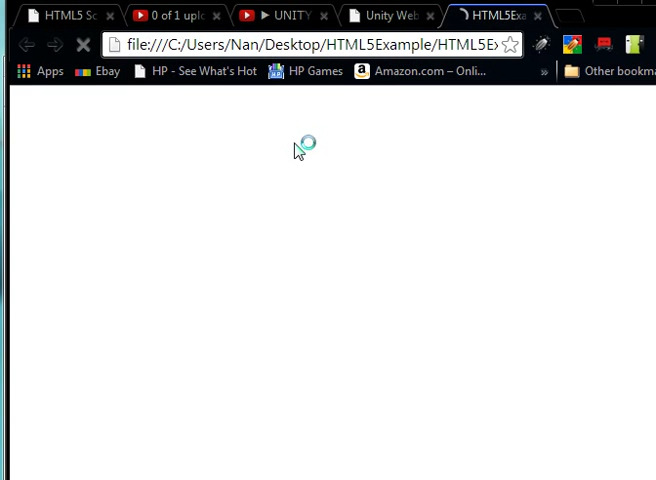 HTML5 Sc 0 of 1 uplo UNITY Unity Web HTML5Exa
file:///C:/Users/Nan/Desktop/HTML5Example/HTML5Ex
Apps Ebay HP - See What's Hot HP Games a Amazon.com – Onli... » Other bookma